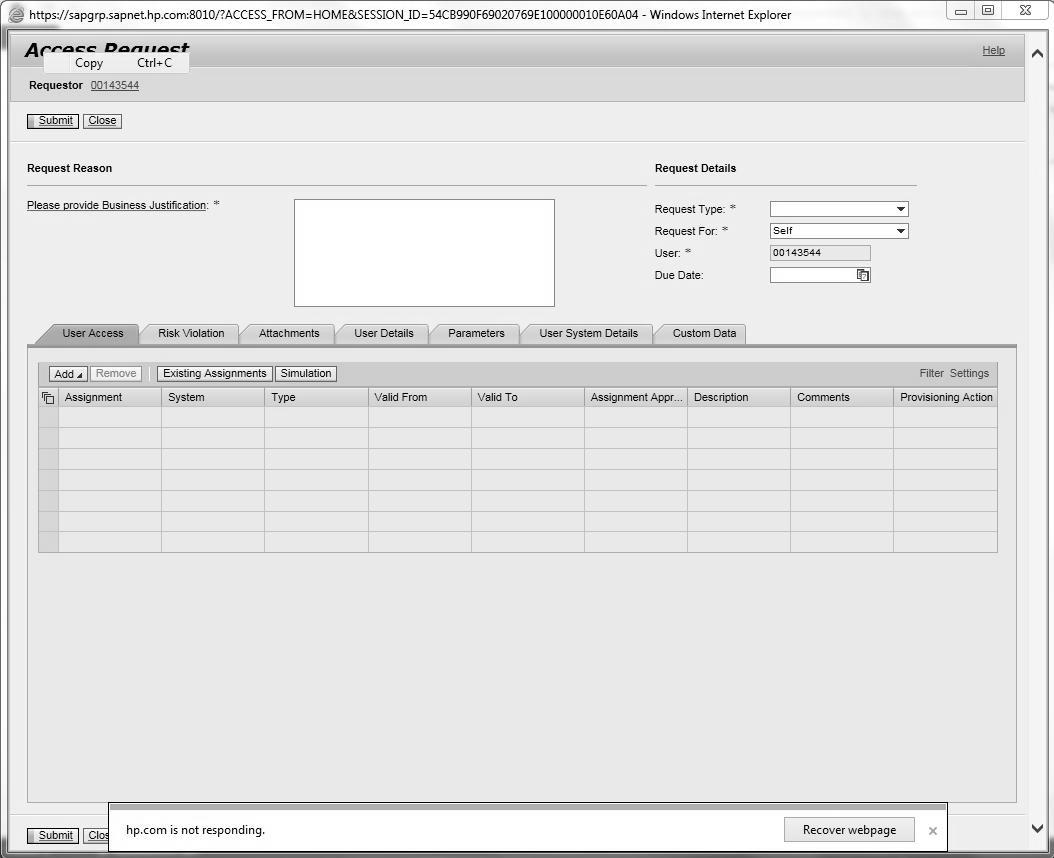 https://sapgrp.sapnet.hp.com:8010/?ACCESS_FROM=HOME&SESSION_ID=54CB990F69020769E100000010E60A04 - Windows Internet Explorer
Access Request
Help
Copy Ctrl+C
Requestor 00143544
Submit Close
Request Reason
Request Details
Please provide Business Justification: *
Request Type: *
Request For: * Self
User: * 00143544
Due Date:
User Access Risk Violation Attachments User Details Parameters User System Details Custom Data
Add Remove Existing Assignments Simulation Filter Settings
Assignment System Type Valid From Valid To Assignment Appr... Description Comments Provisioning Action
Submit Clos
hp.com is not responding.
Recover webpage